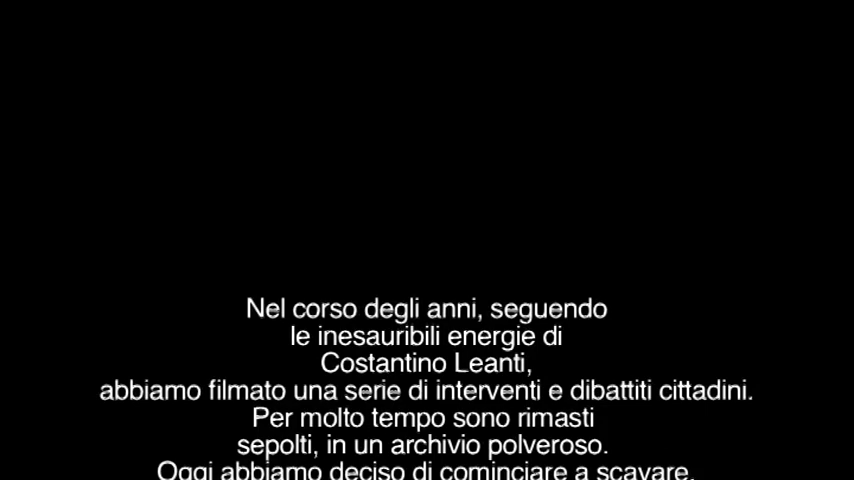 Nel corso degli anni, seguendo
le inesauribili energie di
Costantino Leanti,
abbiamo filmato una serie di interventi e dibattiti cittadini.
Per molto tempo sono rimasti
sepolti, in un archivio polveroso.
Oggi abbiamo deciso di cominciare a scavare.